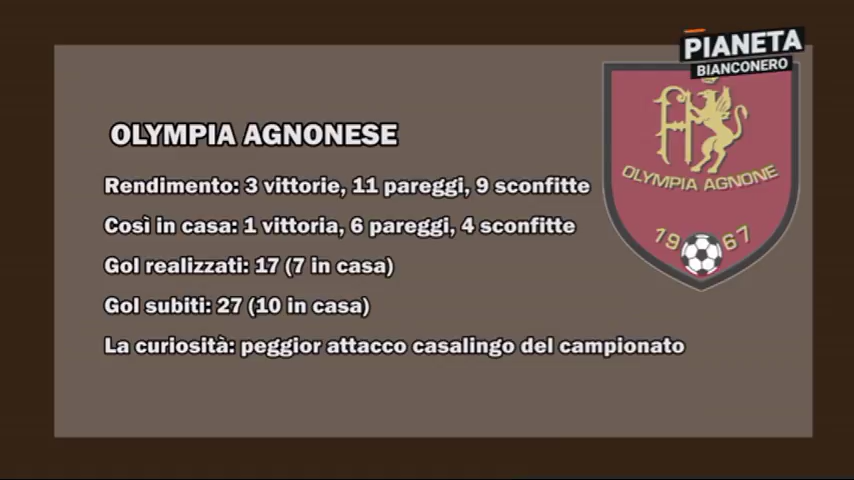 PIANETA
BIANCONERO
OLYMPIA AGNONESE
Rendimento: 3 vittorie, 11 pareggi, 9 sconfitte
Così in casa: 1 vittoria, 6 pareggi, 4 sconfitte
Gol realizzati: 17 (7 in casa)
Gol subiti: 27 (10 in casa)
La curiosità: peggior attacco casalingo del campionato
A
OLYMPIA AGNONE
19 67